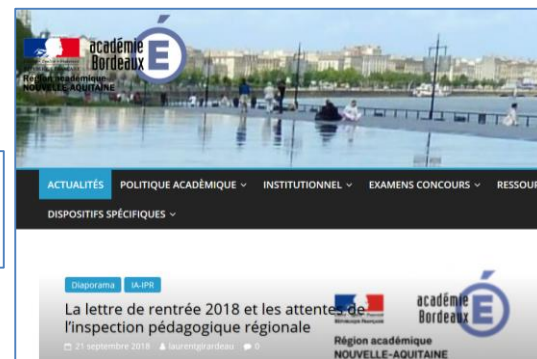 académie
Bordeaux
É
Région académique
NOUVELLE-AQUITAINE
ACTUALITÉS POLITIQUE ACADÉMIQUE INSTITUTIONNEL EXAMENS CONCOURS RESSOUR
DISPOSITIFS SPÉCIFIQUES
Diaporama IA-IPR
La lettre de rentrée 2018 et les attentes de
l'inspection pédagogique régionale
21 septembre 2018 laurentgirardeau 0
académie
Bordeaux
É
Région académique
NOUVELLE-AQUITAINE